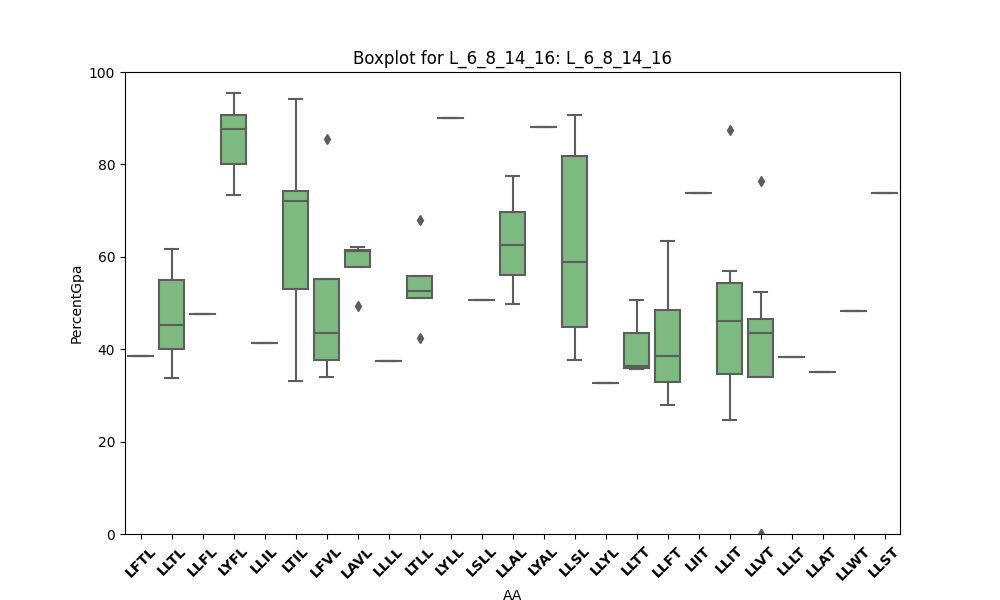 Boxplot for L_6_8_14_16: L_6_8_14_16
PercentGpa
100
80
60
40
20
0
LFTL LLTL LLFL LYFL LLIL LTIL LFVL LAVL LLLL LTLL LYLL LSLL LLAL LYAL LLSL LLYL LLTT LLFT LIIT LLIT LLVT LLLT LLAT LLWT LLST
AA